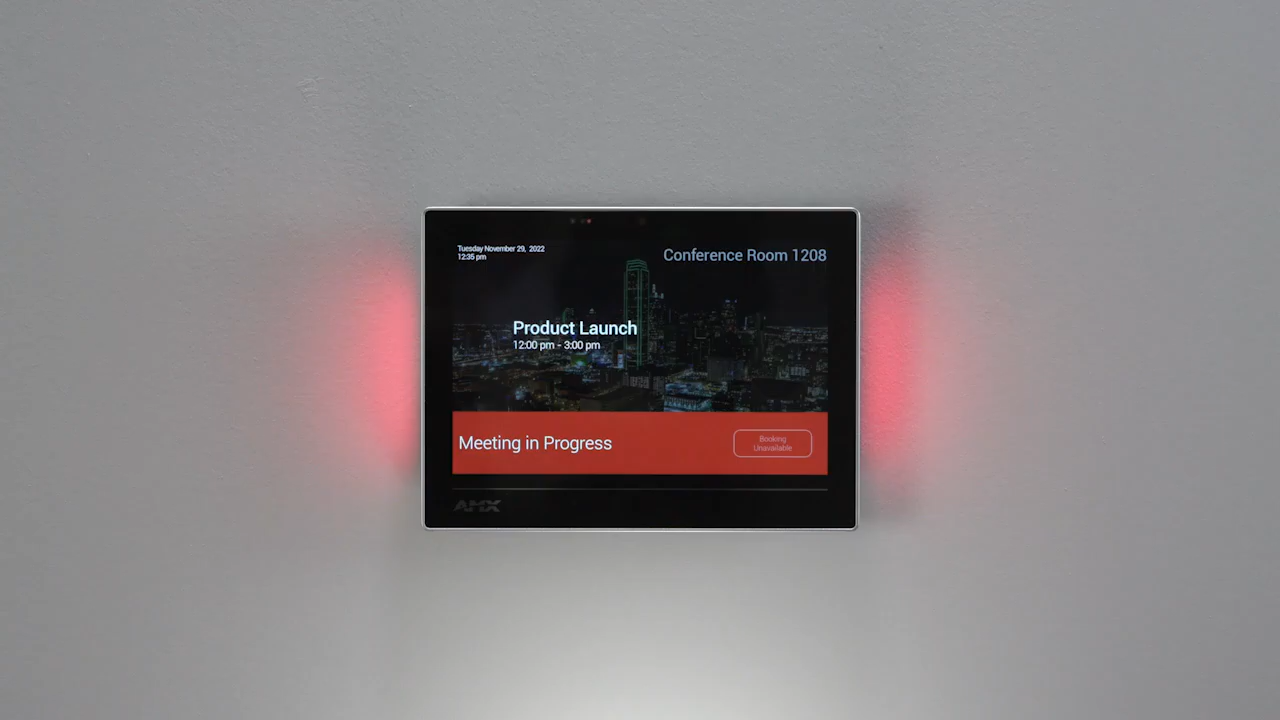 Tuesday November 29, 2022
12:35 pm
Conference Room 1208
Product Launch
12:00 pm - 3:00 pm
Meeting in Progress
Booking
Unavailable
AMX